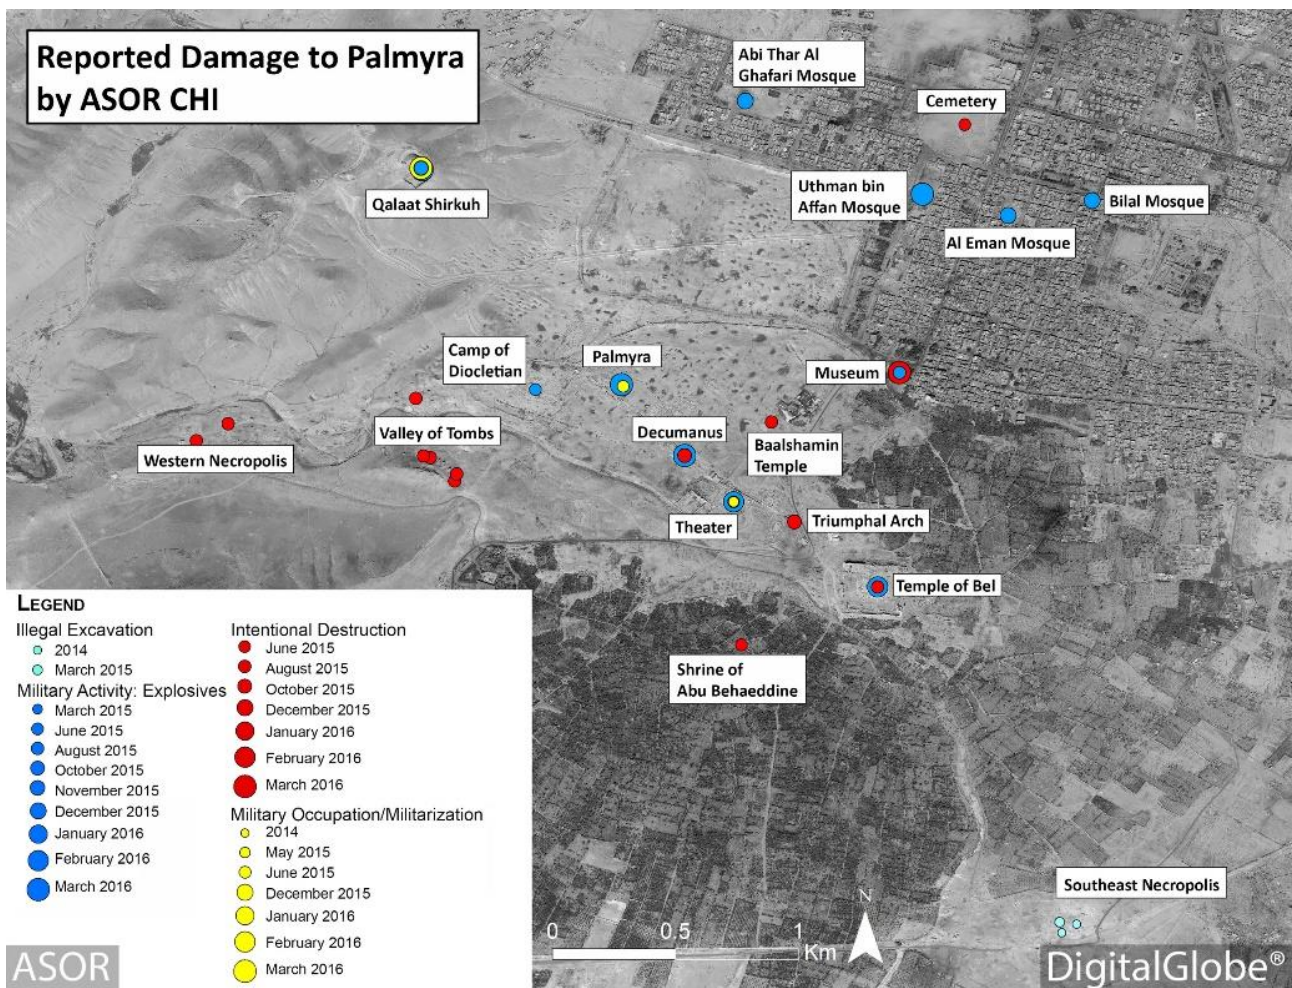 Reported Damage to Palmyra
by ASOR CHI
Abi Thar Al
Ghafari Mosque
Cemetery
Qalaat Shirkuh
Uthman bin
Affan Mosque
Bilal Mosque
Al Eman Mosque
Camp of
Diocletian
Palmyra
Museum
Western Necropolis
Valley of Tombs
Decumanus
Baalshamin
Temple
Theater
Triumphal Arch
Temple of Bel
Shrine of
Abu Behaeddine
LEGEND
Illegal Excavation
2014
March 2015
Military Activity: Explosives
March 2015
June 2015
August 2015
October 2015
November 2015
December 2015
January 2016
February 2016
March 2016
Intentional Destruction
June 2015
August 2015
October 2015
December 2015
January 2016
February 2016
March 2016
Military Occupation/Militarization
2014
May 2015
June 2015
December 2015
January 2016
February 2016
March 2016
Southeast Necropolis
N
0 0.5 1
Km
ASOR
DigitalGlobe®